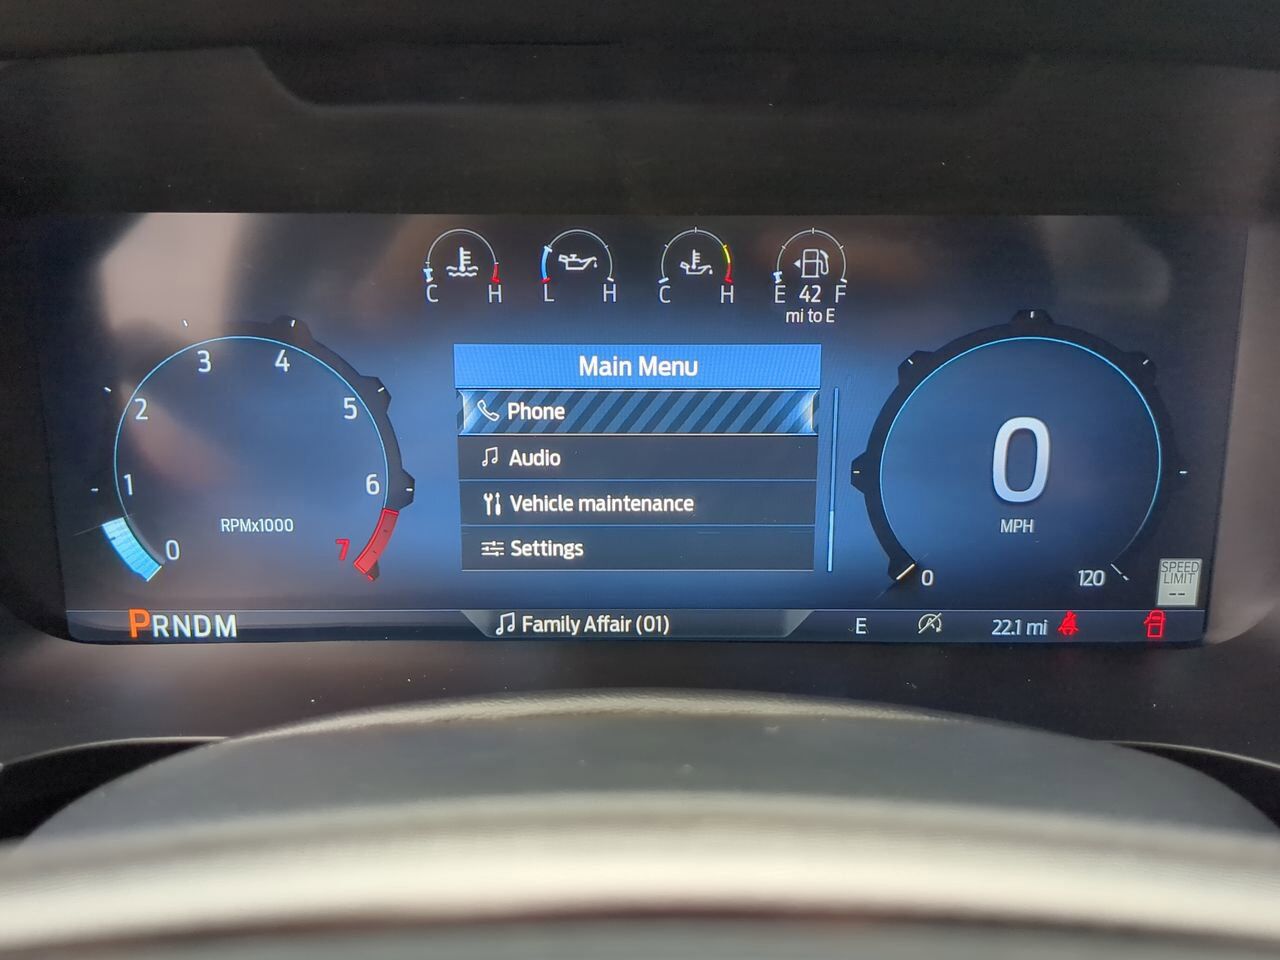 C H
L H
C H
E 42 F
mi to E
Main Menu
Phone
Audio
Vehicle maintenance
Settings
0
1
2
3
4
5
6
7
RPMx1000
0
MPH
0
120
SPEED
LIMIT
--
PRNDM
Family Affair (01)
E
22.1 mi